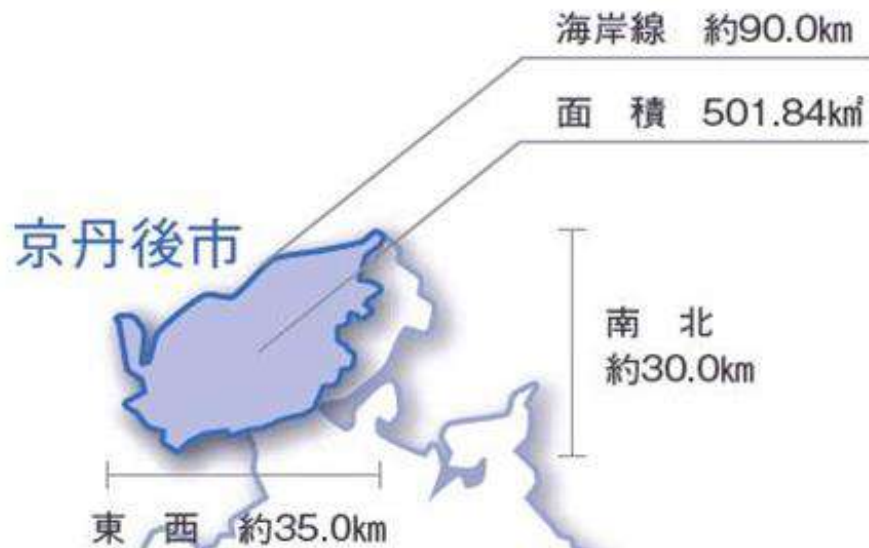 海岸線　約90.0㎞
面　積　501.84㎢
京丹後市
南　北
約30.0㎞
東　西　約35.0㎞